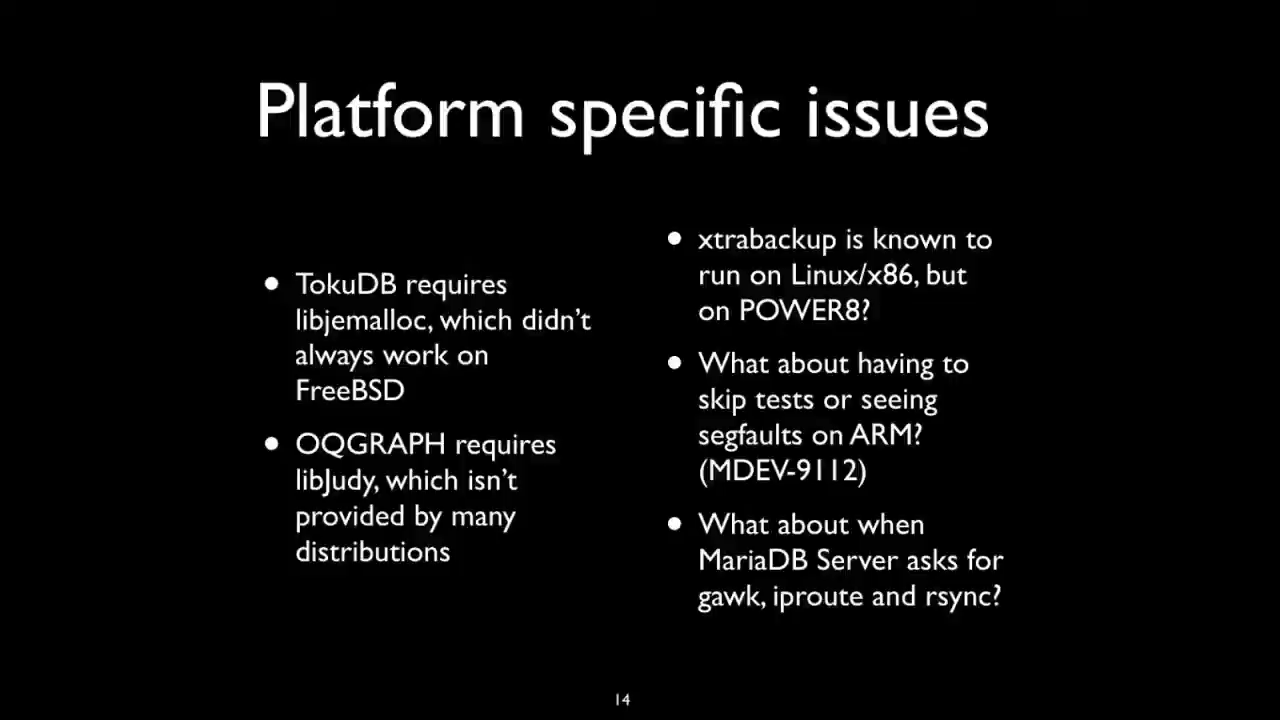 Platform specific issues
• TokuDB requires
libjemalloc, which didn't
always work on
FreeBSD
• OQGRAPH requires
libJudy, which isn't
provided by many
distributions
• xtrabackup is known to
run on Linux/x86, but
on POWER8?
• What about having to
skip tests or seeing
segfaults on ARM?
(MDEV-9112)
• What about when
MariaDB Server asks for
gawk, iproute and rsync?
14